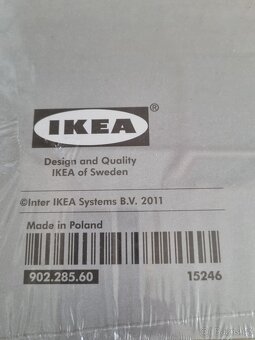 IKEA®
Design and Quality
IKEA of Sweden
©Inter IKEA Systems B.V. 2011
Made in Poland
902.285.60 15246